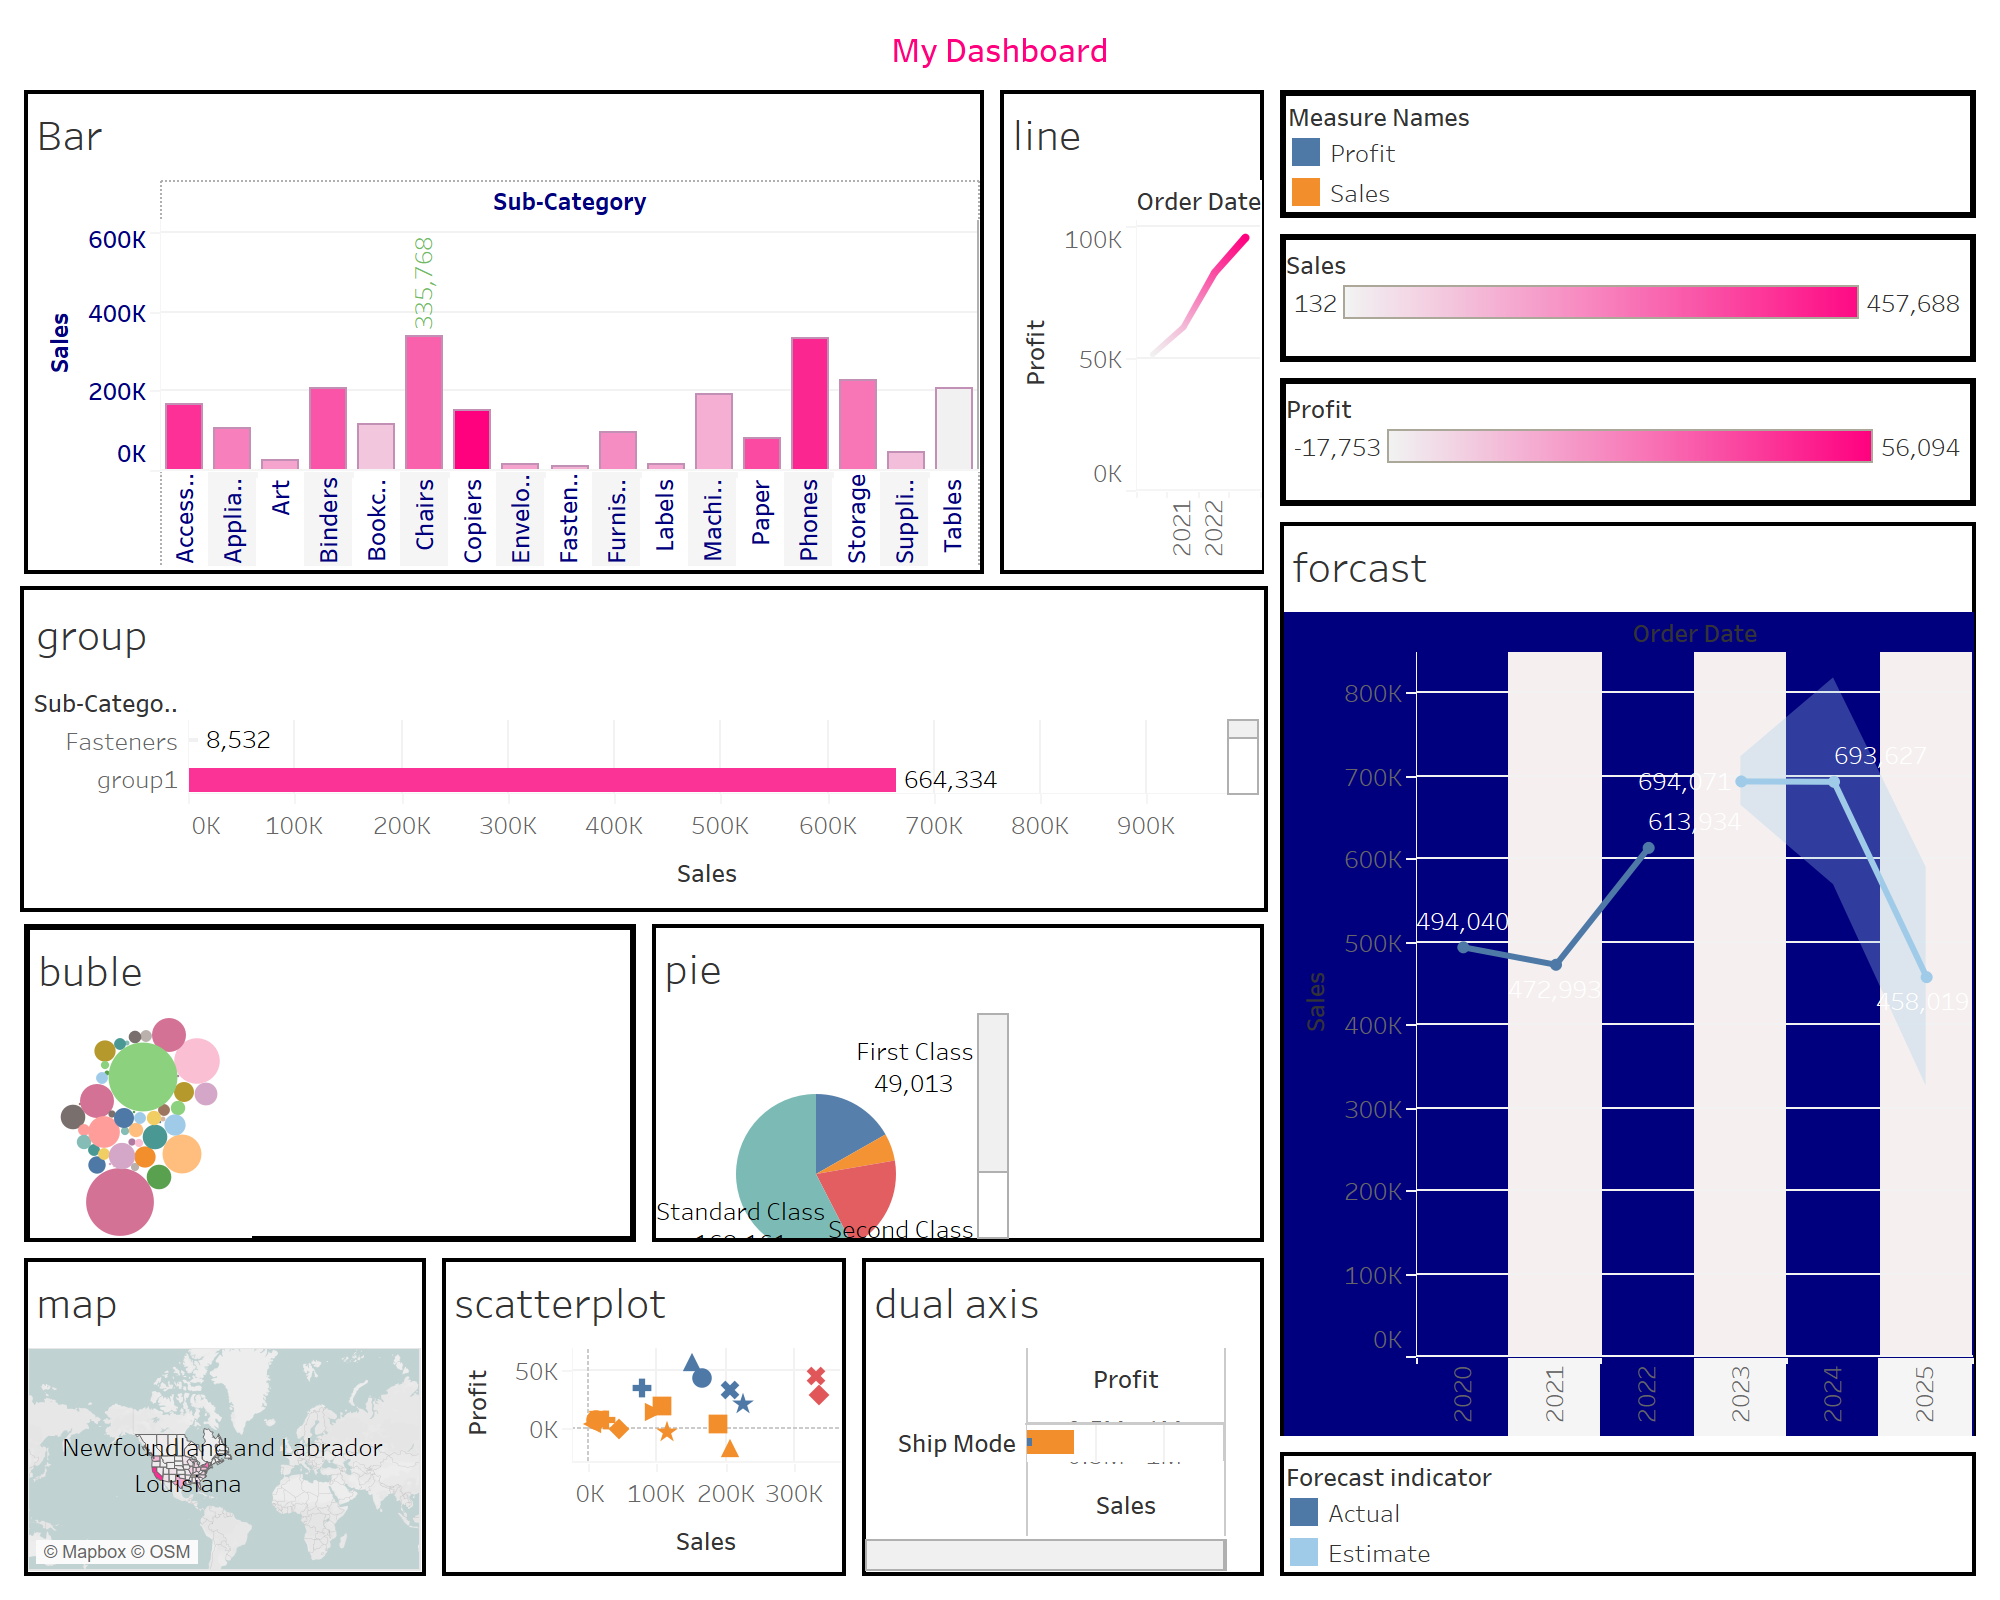 My Dashboard
Bar
Sub-Category
600K
400K
200K
0K
Sales
335,768
Access..
Applia..
Art
Binders
Bookc..
Chairs
Copiers
Envelo..
Fasten..
Furnis..
Labels
Machi..
Paper
Phones
Storage
Suppli..
Tables
line
Order Date
100K
50K
0K
Profit
2021
2022
Measure Names
Profit
Sales
Sales
132
457,688
Profit
-17,753
56,094
group
Sub-Catego..
Fasteners
8,532
group1
664,334
0K
100K
200K
300K
400K
500K
600K
700K
800K
900K
Sales
forcast
Order Date
800K
700K
600K
500K
400K
300K
200K
100K
0K
Sales
494,040
472,993
613,934
694,071
693,627
458,019
2020
2021
2022
2023
2024
2025
buble
pie
First Class
49,013
Standard Class
Second Class
map
Newfoundland and Labrador
Louisiana
© Mapbox © OSM
scatterplot
Profit
50K
0K
0K
100K
200K
300K
Sales
dual axis
Profit
Ship Mode
Sales
Forecast indicator
Actual
Estimate